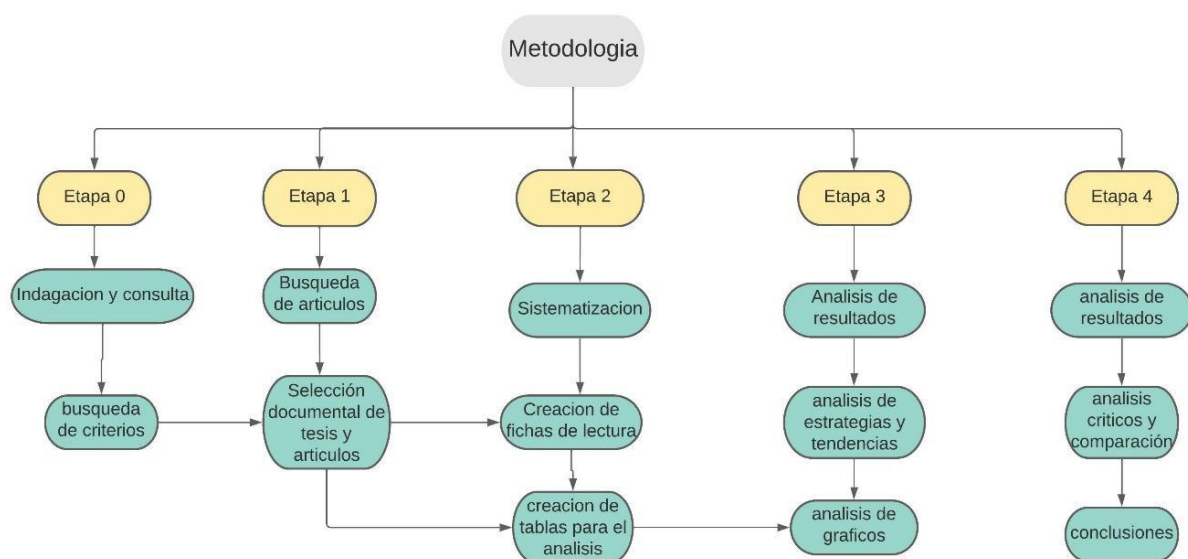 Metodologia
Etapa 0
Etapa 1
Etapa 2
Etapa 3
Etapa 4
Indagacion y consulta
Busqueda
de articulos
Sistematizacion
Analisis de
resultados
analisis de
resultados
busqueda
de criterios
Selección
documental de
tesis y
articulos
Creacion de
fichas de lectura
analisis de
estrategias y
tendencias
analisis
criticos y
comparación
creacion de
tablas para el
analisis
analisis de
graficos
conclusiones